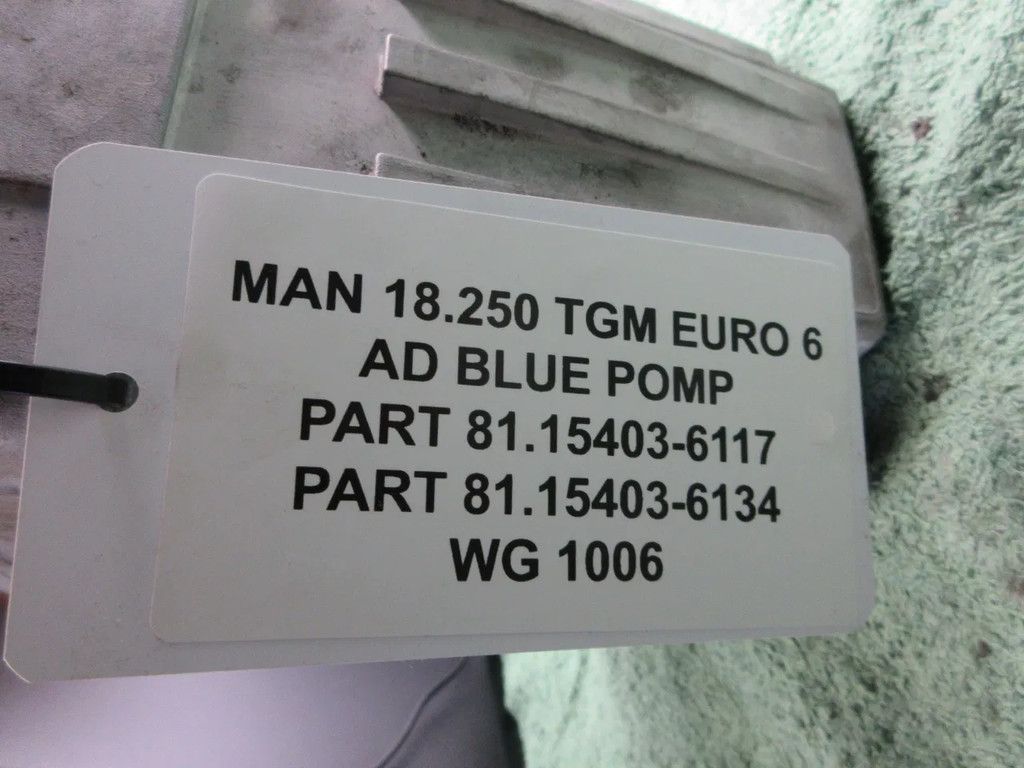 MAN 18.250 TGM EURO 6
AD BLUE POMP
PART 81.15403-6117
PART 81.15403-6134
WG 1006